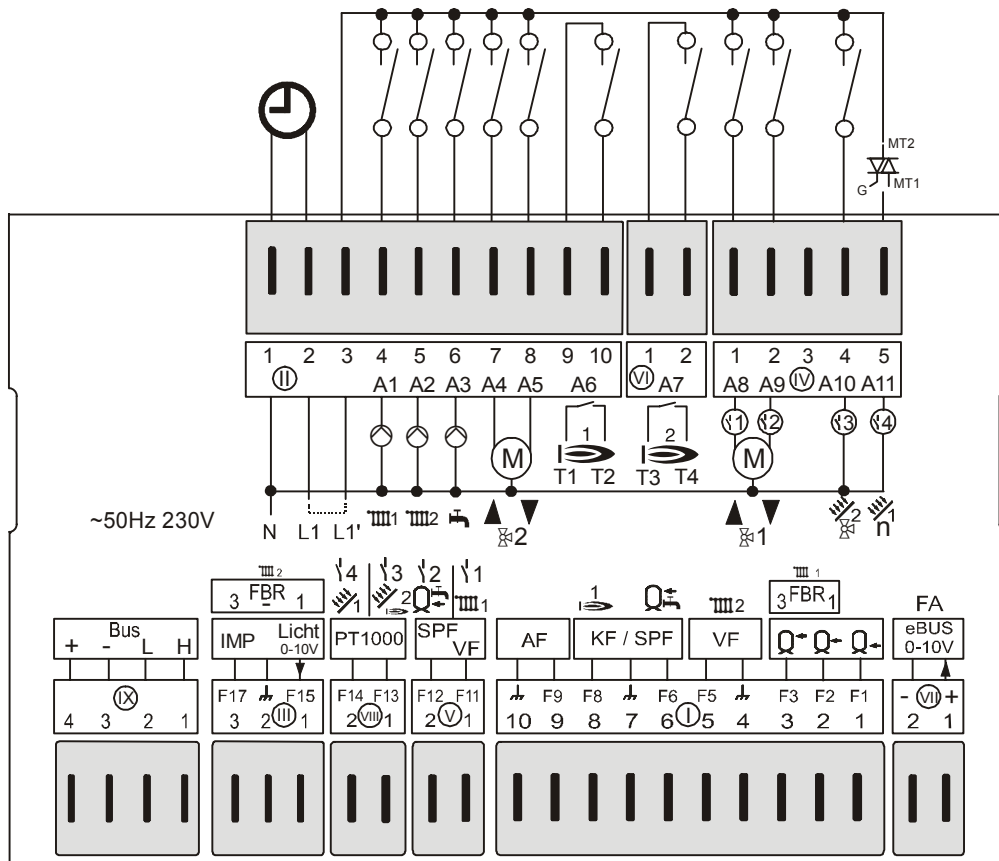 MT2
G MT1
1 2 3 4 5 6 7 8 9 10 1 2 1 2 3 4 5
II A1 A2 A3 A4 A5 A6 VI A7 A8 A9 IV A10 A11
1 2 3 4
M 1 2 M
T1 T2 T3 T4
~50Hz 230V N L1 L1' 1 2 2 1 2 n 1
4 3 2 1
2 1 2 1 1 2 1
3 FBR 1 3 FBR 1 FA
Bus
+ - L H IMP Licht 0-10V PT1000 SPF VF AF KF / SPF VF eBUS 0-10V
F17 F15 F14 F13 F12 F11 F9 F8 F6 F5 F3 F2 F1 - VII +
IX III VIII V I
4 3 2 1 3 2 1 2 1 2 1 10 9 8 7 6 5 4 3 2 1 2 1